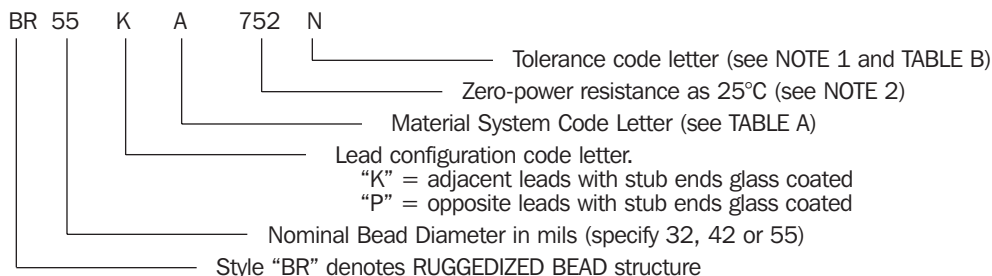 BR 55 K A 752 N
Tolerance code letter (see NOTE 1 and TABLE B)
Zero-power resistance as 25°C (see NOTE 2)
Material System Code Letter (see TABLE A)
Lead configuration code letter.
“K” = adjacent leads with stub ends glass coated
“P” = opposite leads with stub ends glass coated
Nominal Bead Diameter in mils (specify 32, 42 or 55)
Style “BR” denotes RUGGEDIZED BEAD structure